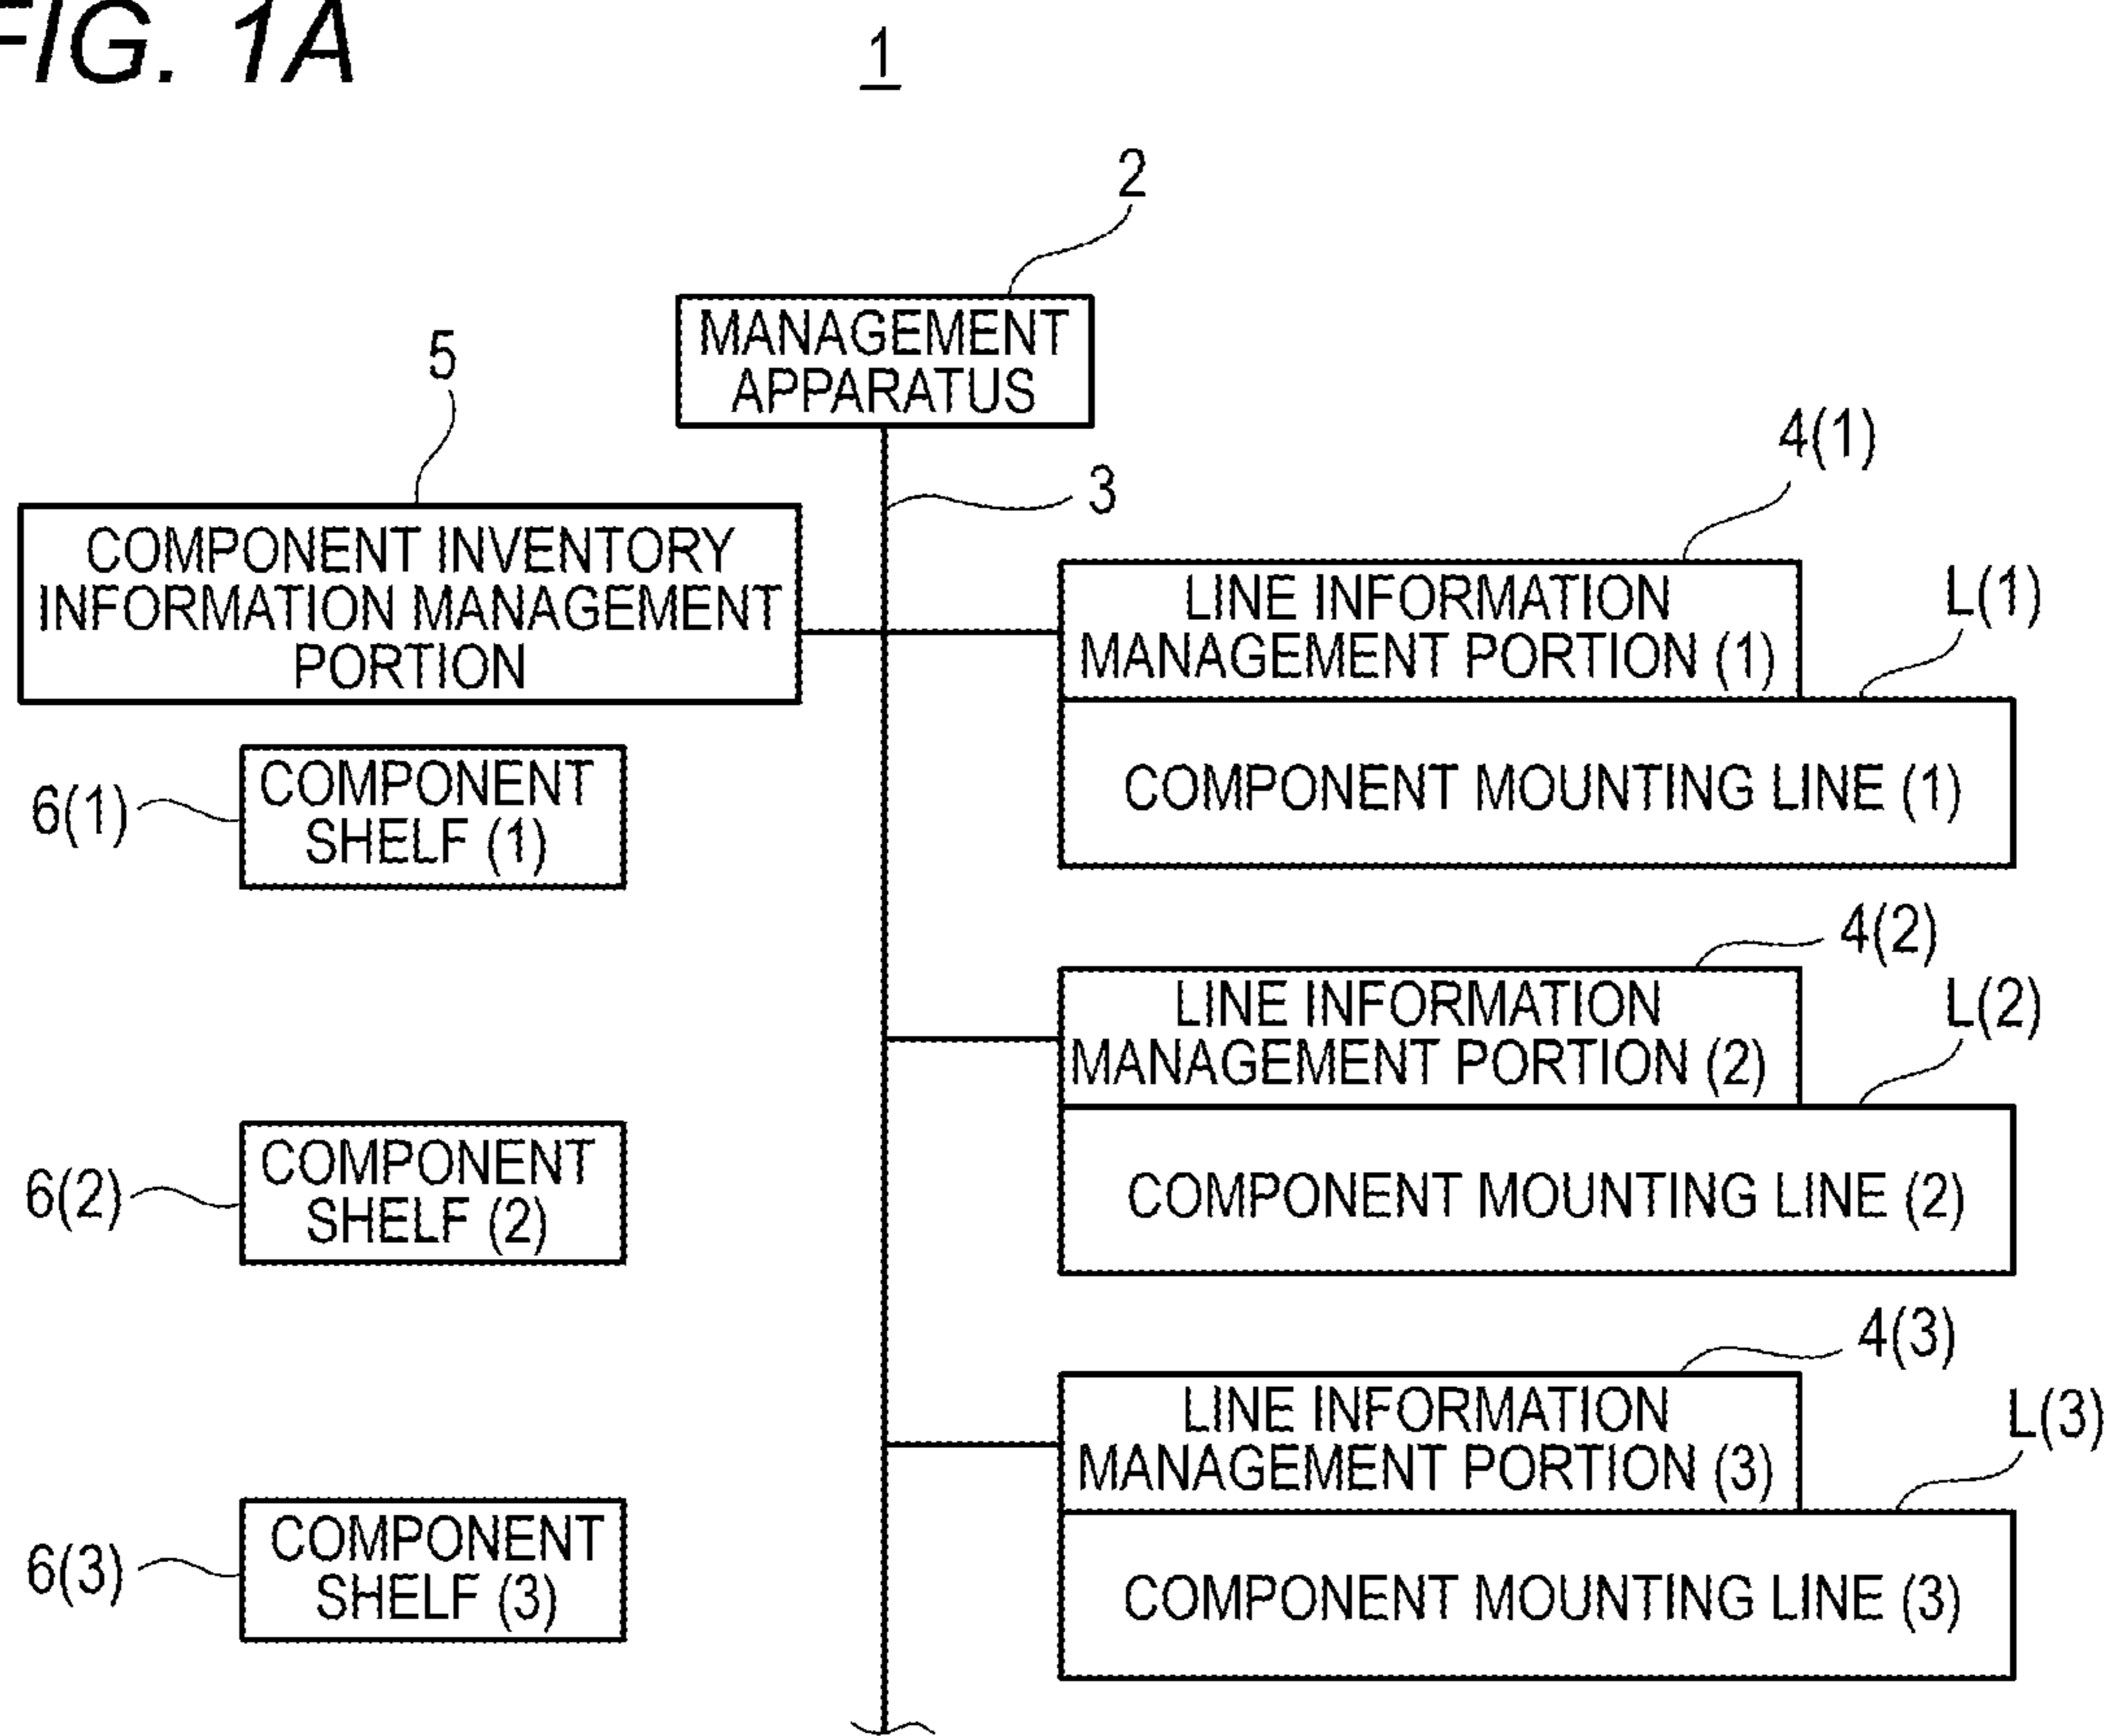 FIG. 1A
1
2
MANAGEMENT
APPARATUS
5
3
COMPONENT INVENTORY
INFORMATION MANAGEMENT
PORTION
4(1)
LINE INFORMATION
MANAGEMENT PORTION (1)
L(1)
COMPONENT MOUNTING LINE (1)
6(1)
COMPONENT
SHELF (1)
4(2)
LINE INFORMATION
MANAGEMENT PORTION (2)
L(2)
COMPONENT MOUNTING LINE (2)
6(2)
COMPONENT
SHELF (2)
4(3)
LINE INFORMATION
MANAGEMENT PORTION (3)
L(3)
COMPONENT MOUNTING LINE (3)
6(3)
COMPONENT
SHELF (3)